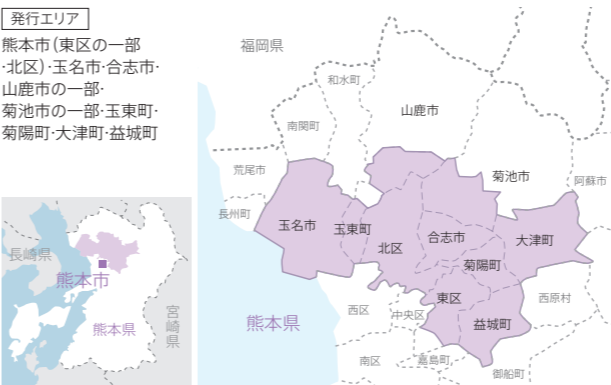 発行エリア
熊本市(東区の一部
・北区)・玉名市・合志市・
山鹿市の一部・
菊池市の一部・玉東町・
菊陽町・大津町・益城町
福岡県
和水町
山鹿市
南関町
荒尾市
菊池市
阿蘇市
長州町
玉名市
玉東町
北区
合志市
大津町
菊陽町
東区
西原村
益城町
西区
中央区
熊本県
南区
嘉島町
御船町
長崎県
熊本市
熊本県
宮崎県